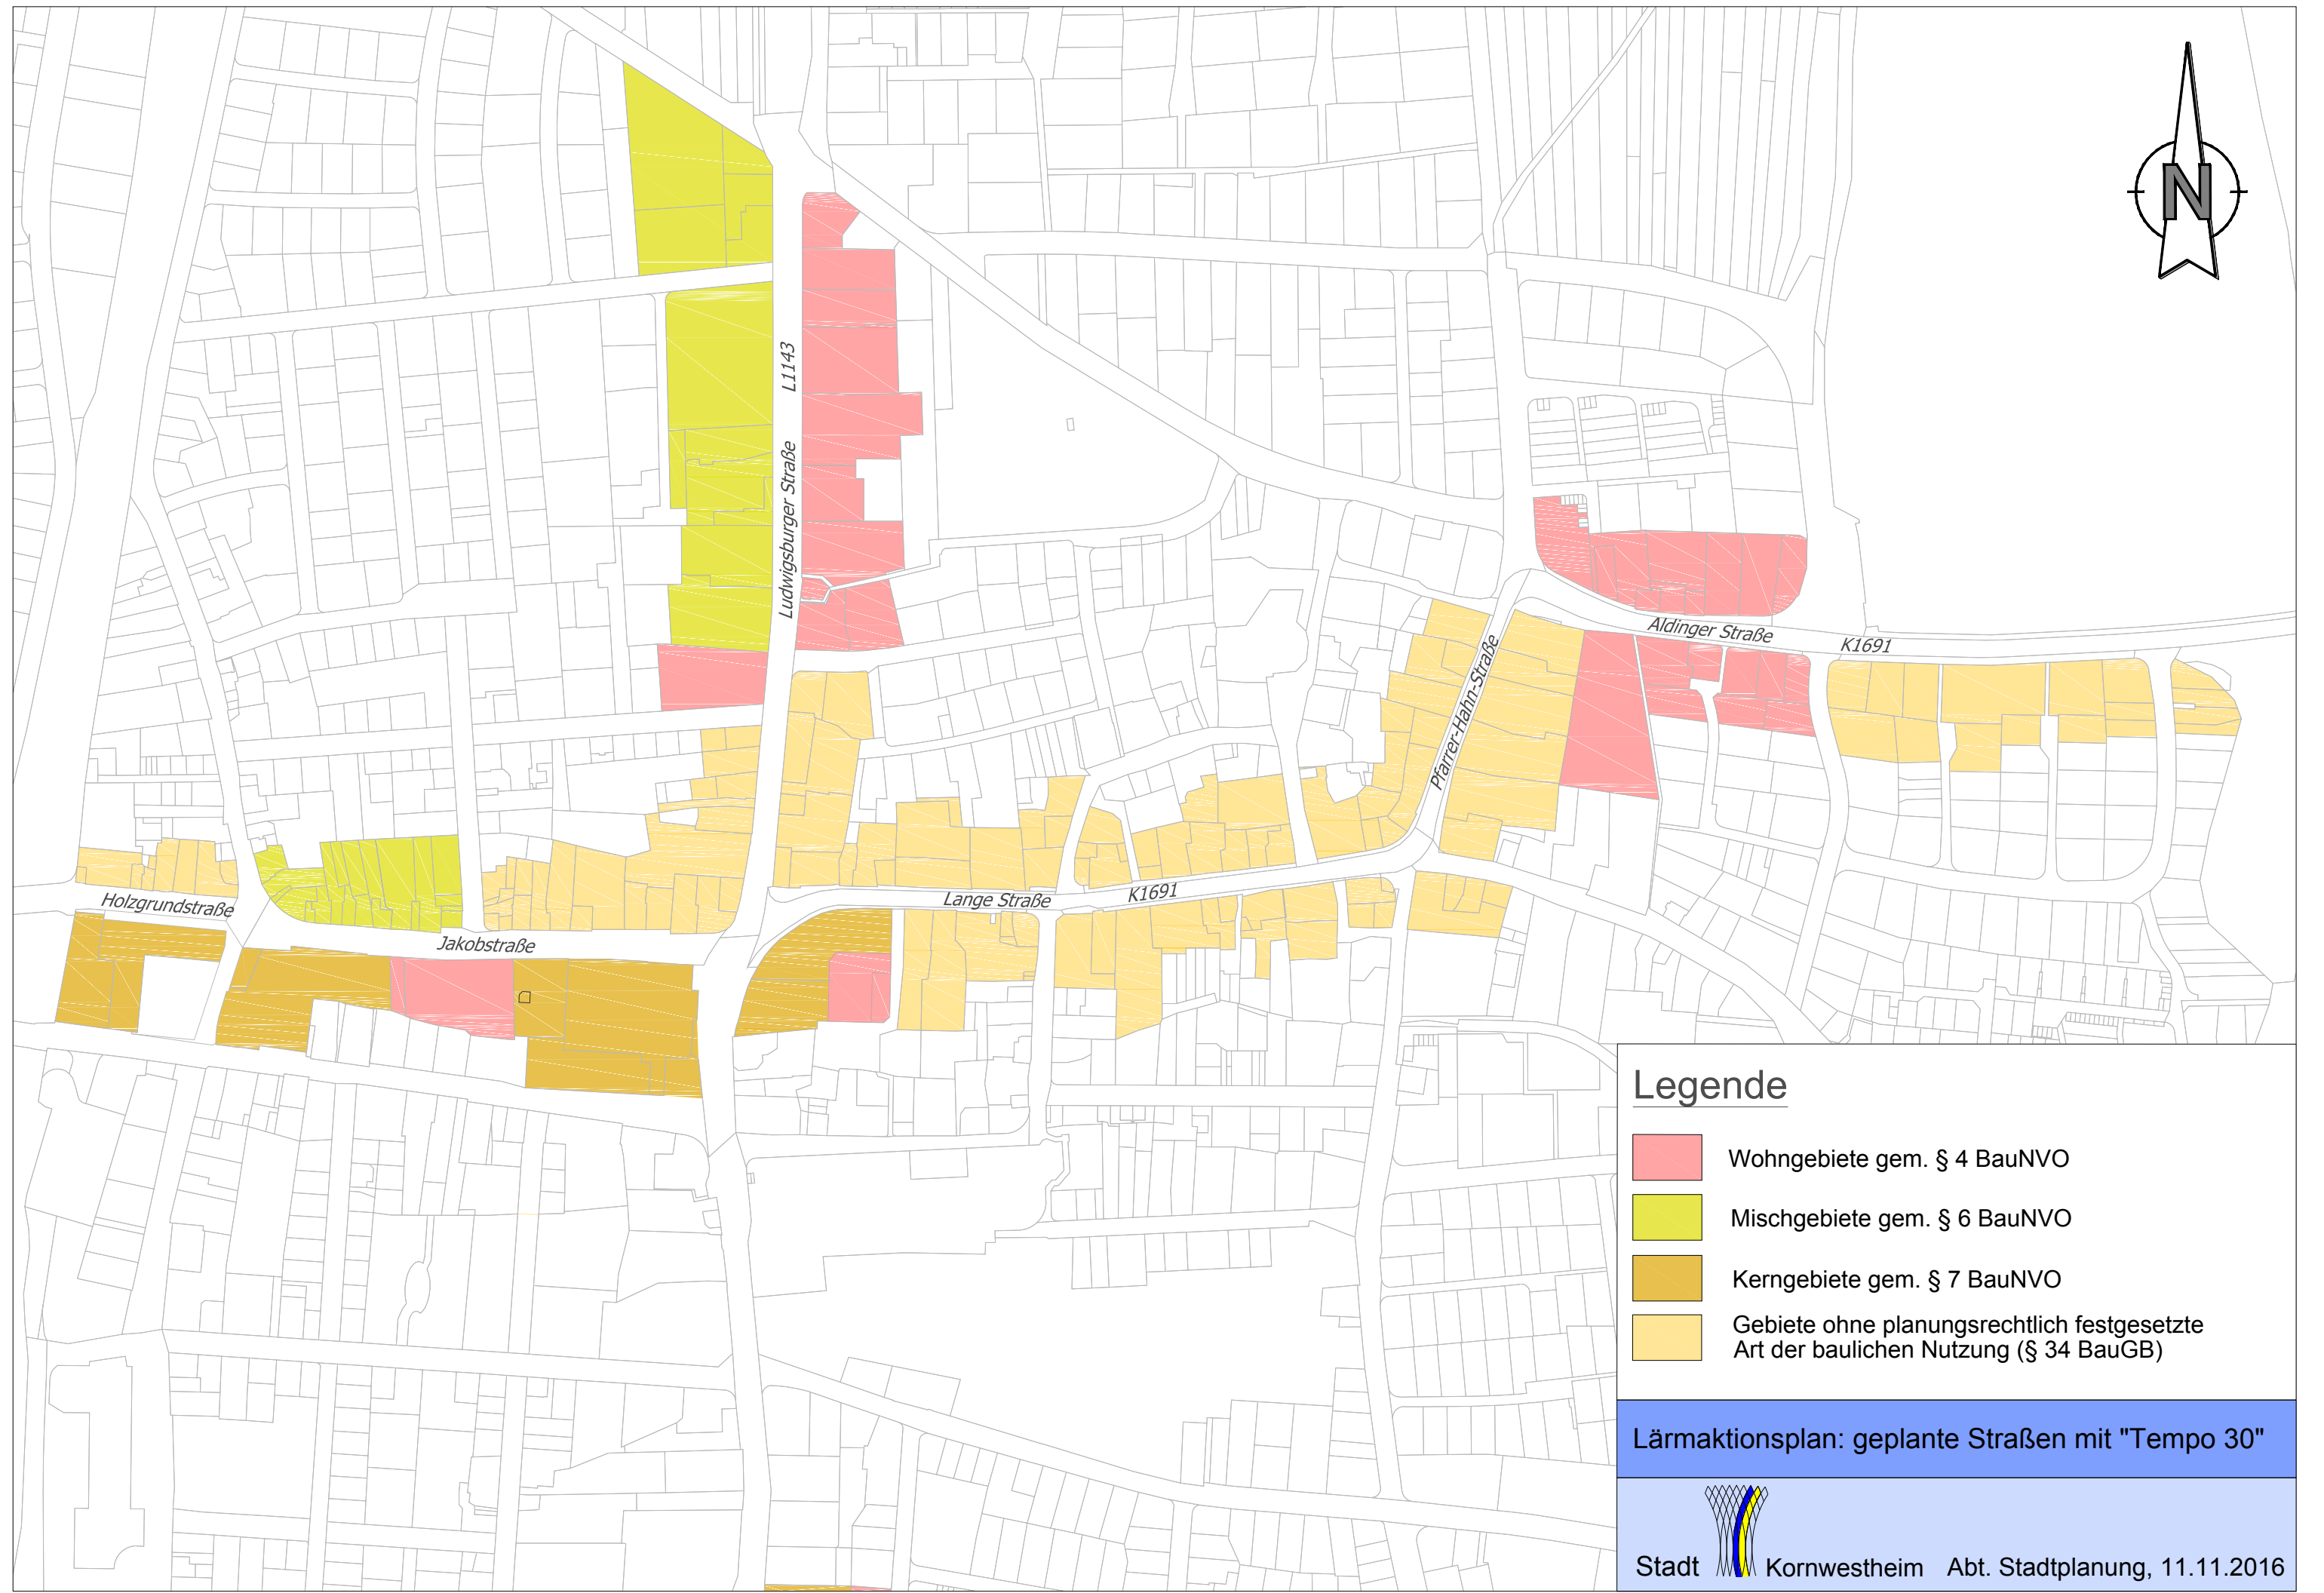 N
L1143
Ludwigsburger Straße
Aldinger Straße
K1691
Pfarrer-Hahn-Straße
Lange Straße
K1691
Holzgrundstraße
Jakobstraße
Legende
Wohngebiete gem. § 4 BauNVO
Mischgebiete gem. § 6 BauNVO
Kerngebiete gem. § 7 BauNVO
Gebiete ohne planungsrechtlich festgesetzte
Art der baulichen Nutzung (§ 34 BauGB)
Lärmaktionsplan: geplante Straßen mit "Tempo 30"
Stadt Kornwestheim Abt. Stadtplanung, 11.11.2016